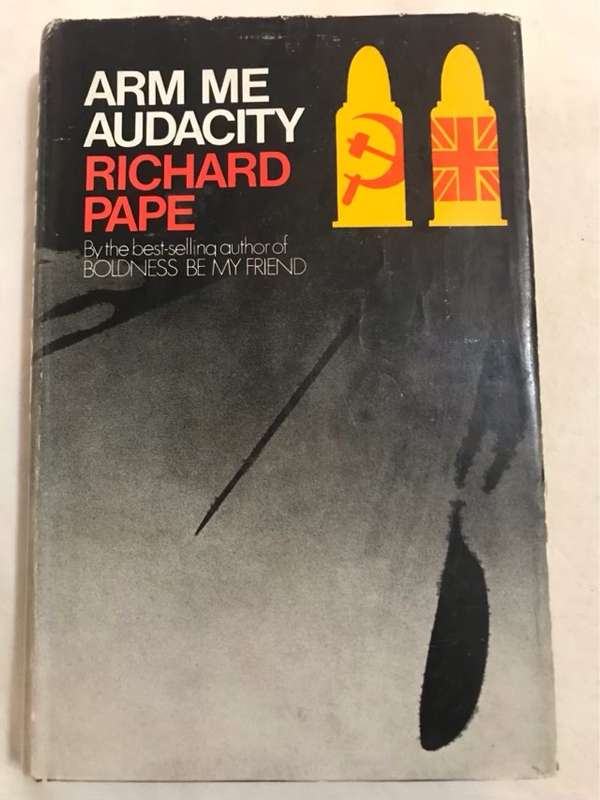 ARM ME
AUDACITY
RICHARD
PAPE
By the best-selling author of
BOLDNESS BE MY FRIEND